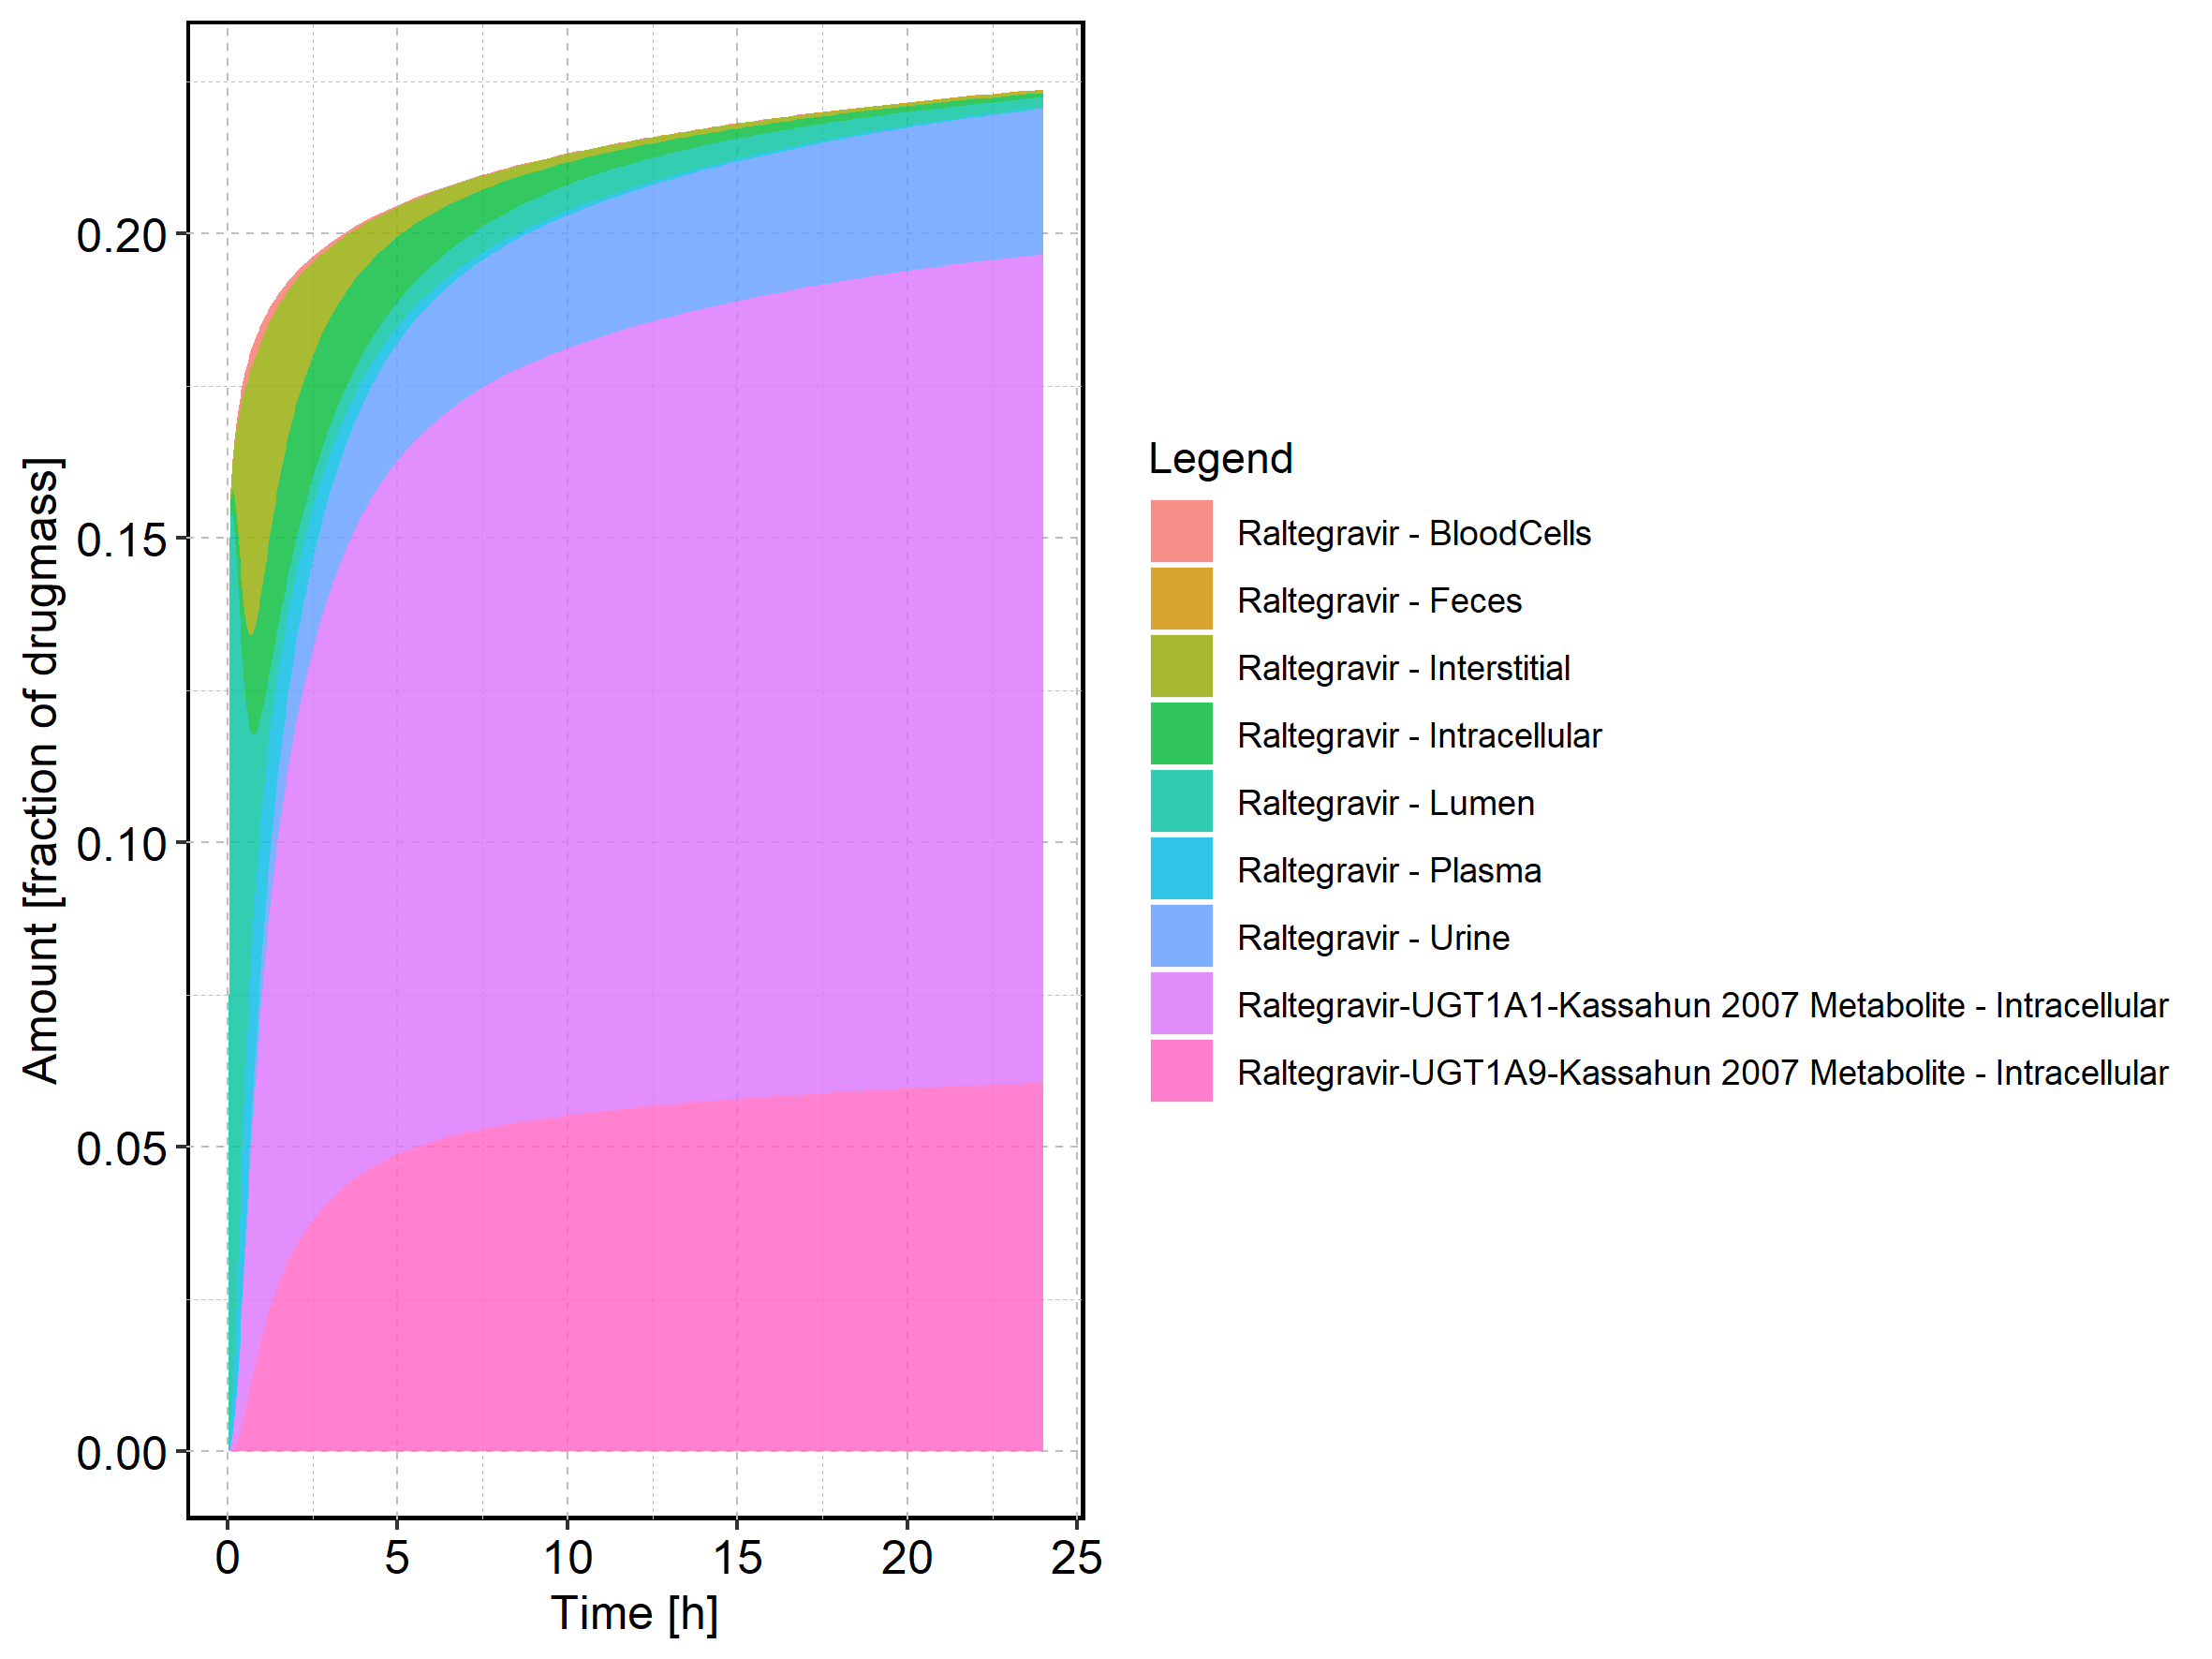 Amount [fraction of drugmass]
0.20
0.15
0.10
0.05
0.00
0 5 10 15 20 25
Time [h]
Legend
Raltegravir - BloodCells
Raltegravir - Feces
Raltegravir - Interstitial
Raltegravir - Intracellular
Raltegravir - Lumen
Raltegravir - Plasma
Raltegravir - Urine
Raltegravir-UGT1A1-Kassahun 2007 Metabolite - Intracellular
Raltegravir-UGT1A9-Kassahun 2007 Metabolite - Intracellular